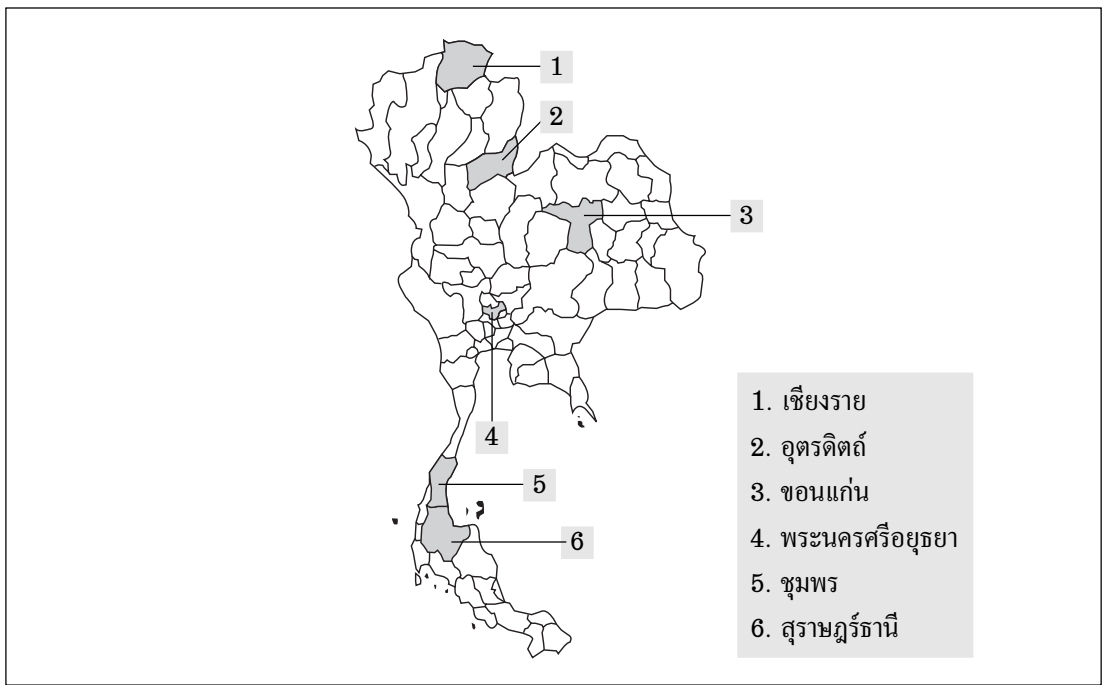 1
2
3
4
5
6
1. เชียงราย
2. อุตรดิตถ์
3. ขอนแก่น
4. พระนครศรีอยุธยา
5. ชุมพร
6. สุราษฎร์ธานี